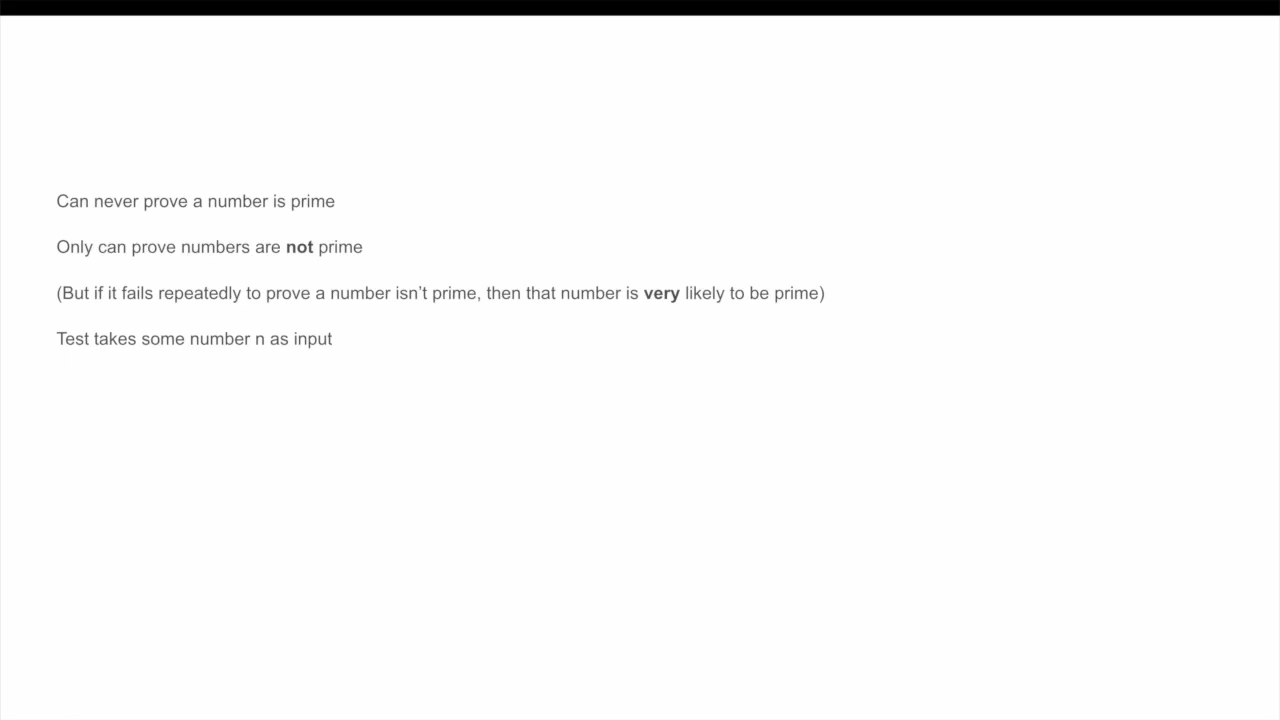 Can never prove a number is prime
Only can prove numbers are not prime
(But if it fails repeatedly to prove a number isn’t prime, then that number is very likely to be prime)
Test takes some number n as input